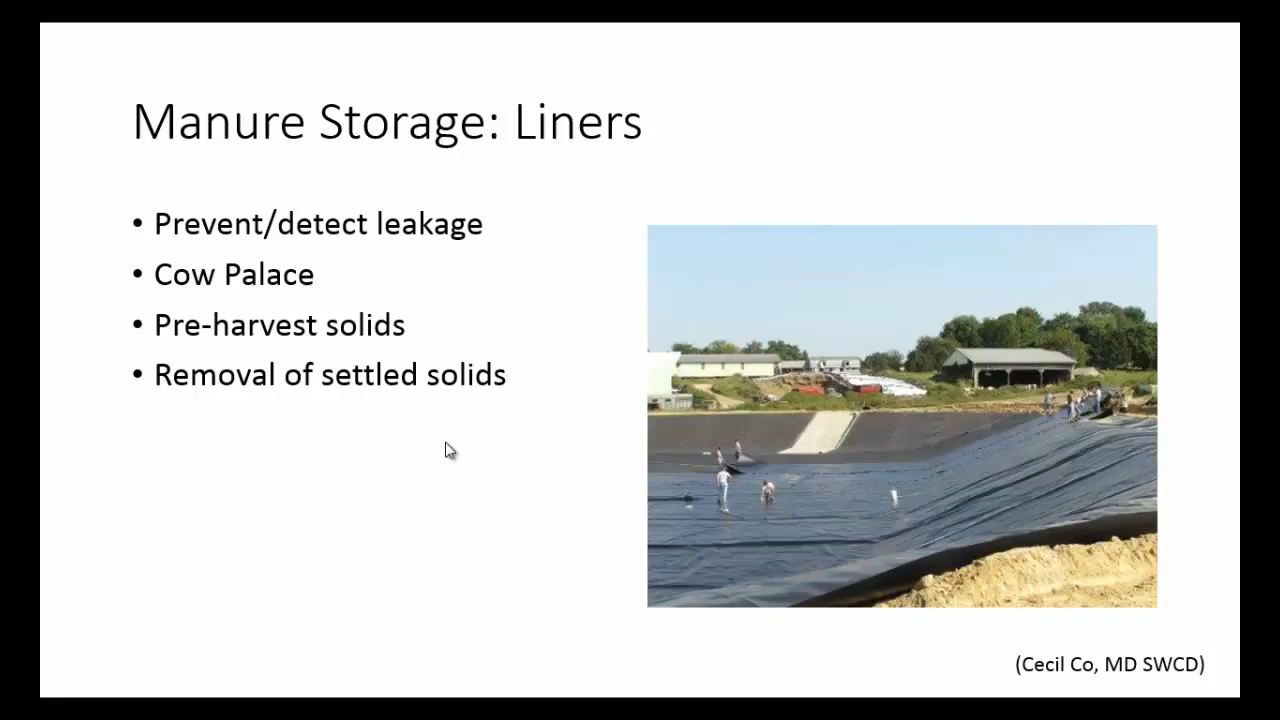 Manure Storage: Liners
• Prevent/detect leakage
• Cow Palace
• Pre-harvest solids
• Removal of settled solids
(Cecil Co, MD SWCD)